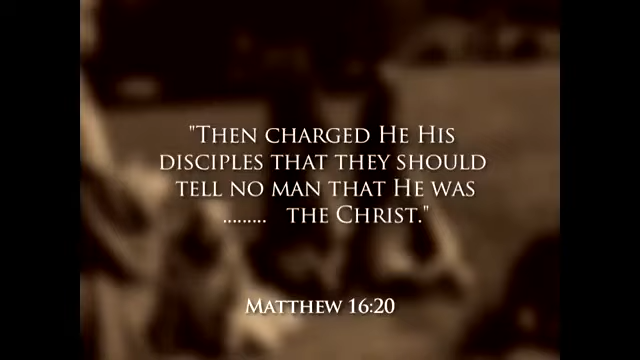 "Then charged He His
disciples that they should
tell no man that He was
......... the Christ."
Matthew 16:20